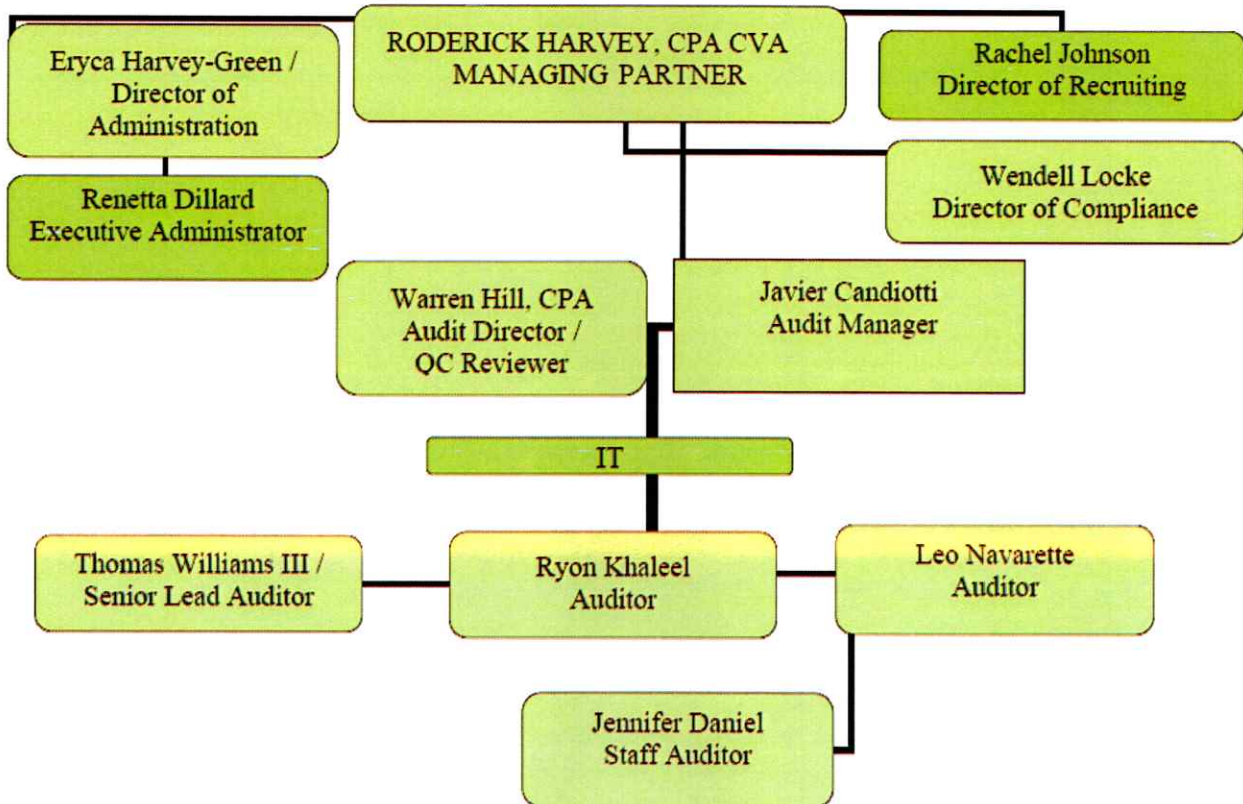 Eryca Harvey-Green /
Director of
Administration
RODERICK HARVEY, CPA CVA
MANAGING PARTNER
Rachel Johnson
Director of Recruiting
Renetta Dillard
Executive Administrator
Wendell Locke
Director of Compliance
Warren Hill, CPA
Audit Director /
QC Reviewer
Javier Candiotti
Audit Manager
IT
Thomas Williams III /
Senior Lead Auditor
Ryon Khaleel
Auditor
Leo Navarette
Auditor
Jennifer Daniel
Staff Auditor